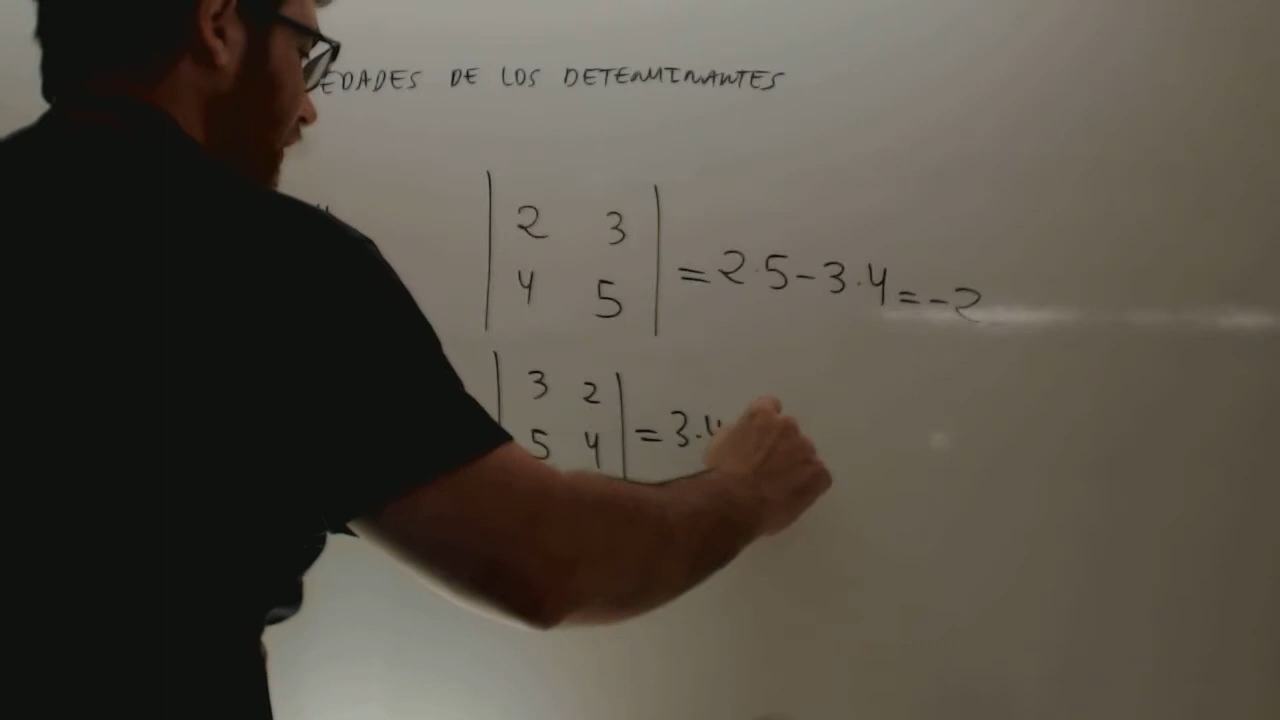 EDADES DE LOS DETERMINANTES
| 2 3 |
| 4 5 | = 2·5-3·4=-2
| 3 2 |
| 5 4 | = 3·4